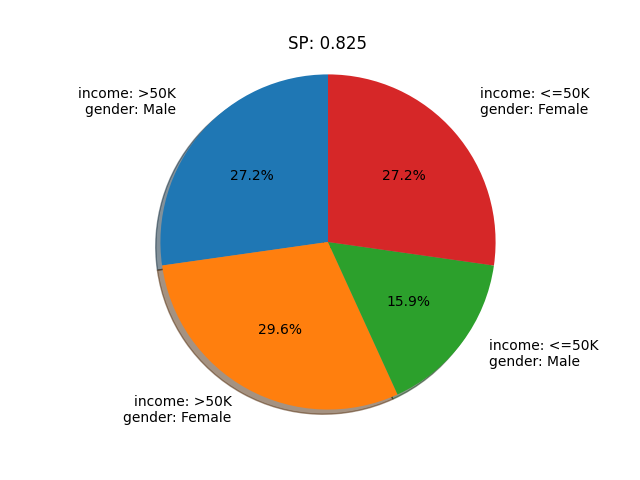 SP: 0.825
income: >50K
gender: Male
income: <=50K
gender: Female
27.2%
27.2%
15.9%
29.6%
income: <=50K
gender: Male
income: >50K
gender: Female